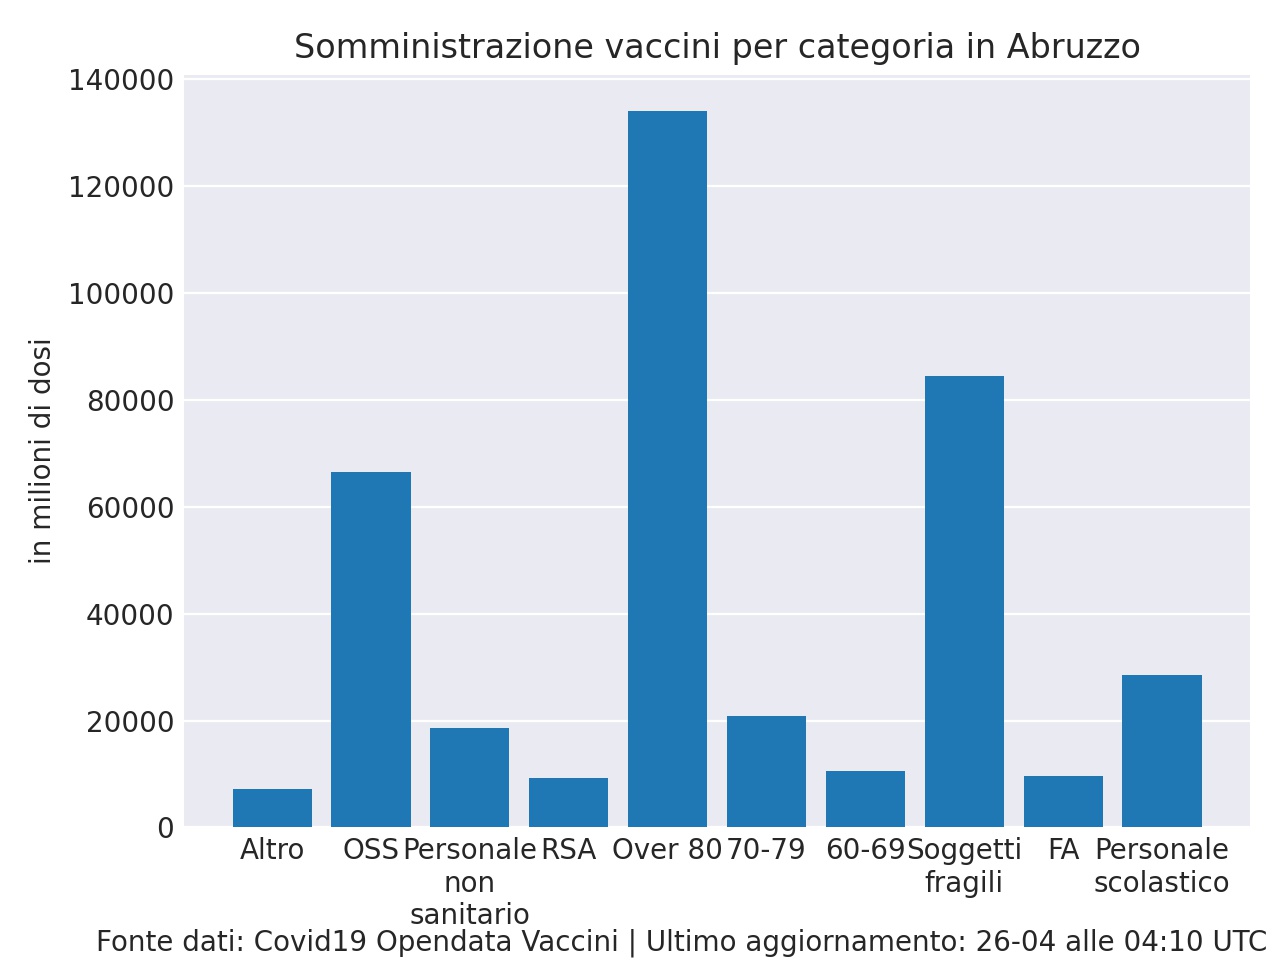 Somministrazione vaccini per categoria in Abruzzo
140000
120000
100000
80000
60000
40000
20000
0
in milioni di dosi
Altro
OSS
Personale
non
sanitario
RSA
Over 80
70-79
60-69
Soggetti
fragili
FA
Personale
scolastico
Fonte dati: Covid19 Opendata Vaccini | Ultimo aggiornamento: 26-04 alle 04:10 UTC